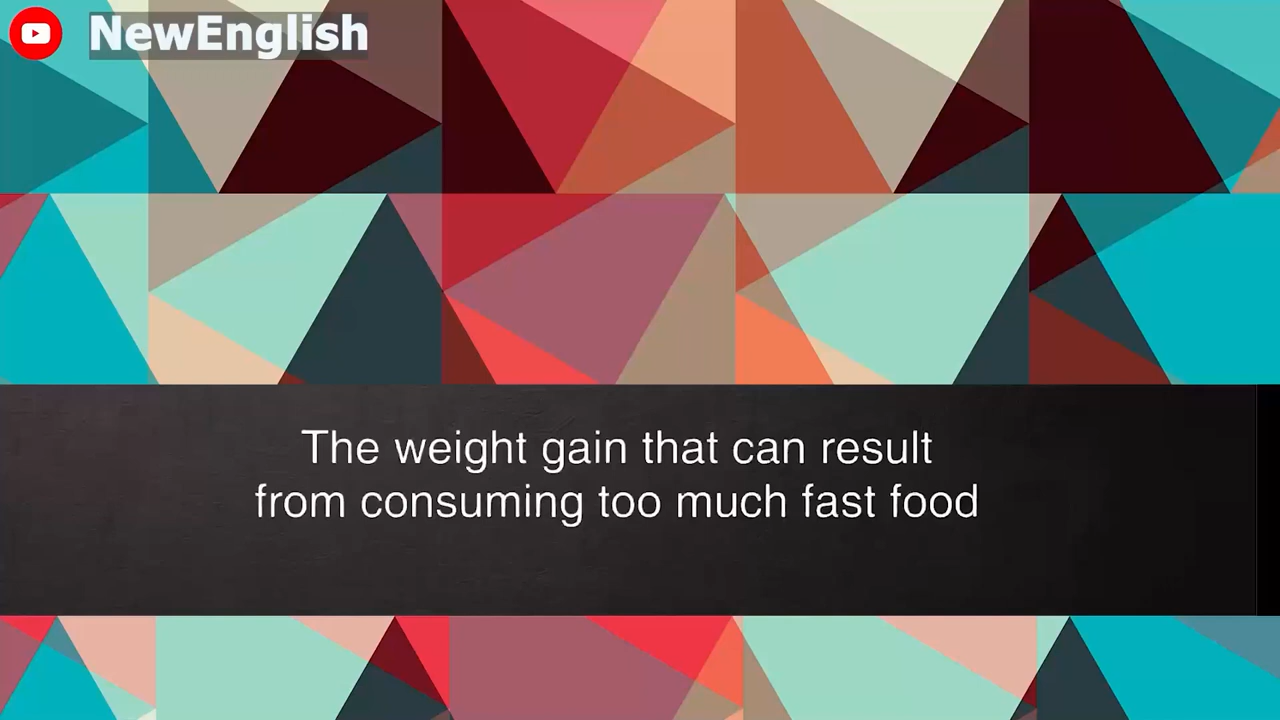 NewEnglish
The weight gain that can result
from consuming too much fast food